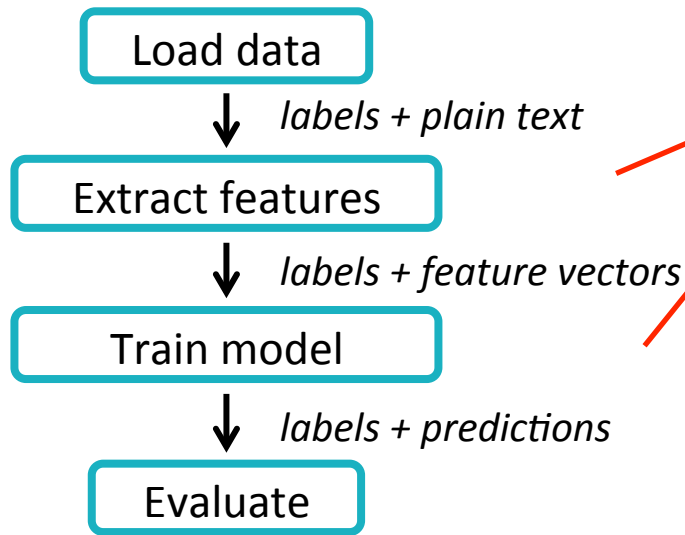 Load data
labels + plain text
Extract features
labels + feature vectors
Train model
labels + predictions
Evaluate